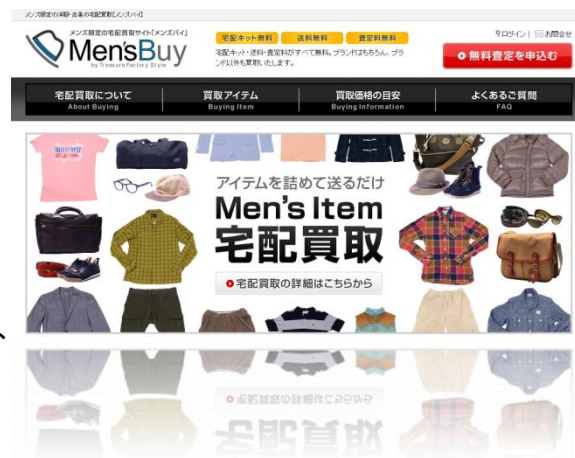 メンズ限定の洋服・古着の宅配買取【メンズバイ】
メンズ限定の宅配買取サイト「メンズバイ」
Men'sBuy
by Treasure Factory Style
宅配キット無料 送料無料 査定料無料
宅配キット・送料・査定料がすべて無料。ブランドはもちろん、ブラ
ンド以外も買取いたします。
ログイン | お問合せ
無料査定を申込む
宅配買取について 買取アイテム 買取価格の目安 よくあるご質問
About Buying Buying Item Buying Information FAQ
アイテムを詰めて送るだけ
Men's Item
宅配買取
宅配買取の詳細はこちらから